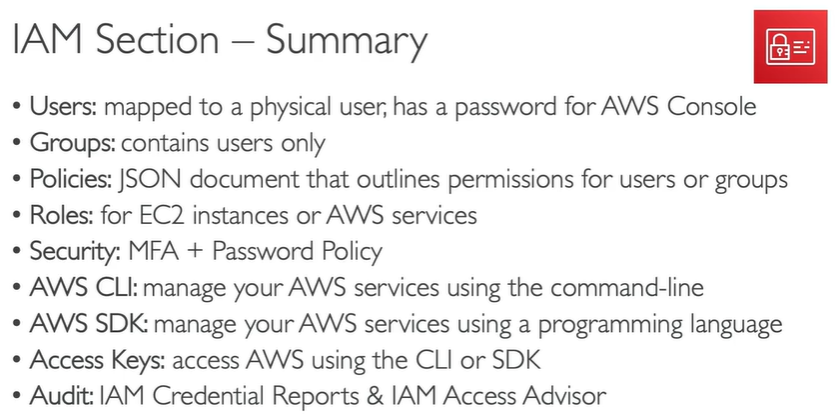 IAM Section – Summary
• Users: mapped to a physical user, has a password for AWS Console
• Groups: contains users only
• Policies: JSON document that outlines permissions for users or groups
• Roles: for EC2 instances or AWS services
• Security: MFA + Password Policy
• AWS CLI: manage your AWS services using the command-line
• AWS SDK: manage your AWS services using a programming language
• Access Keys: access AWS using the CLI or SDK
• Audit: IAM Credential Reports & IAM Access Advisor